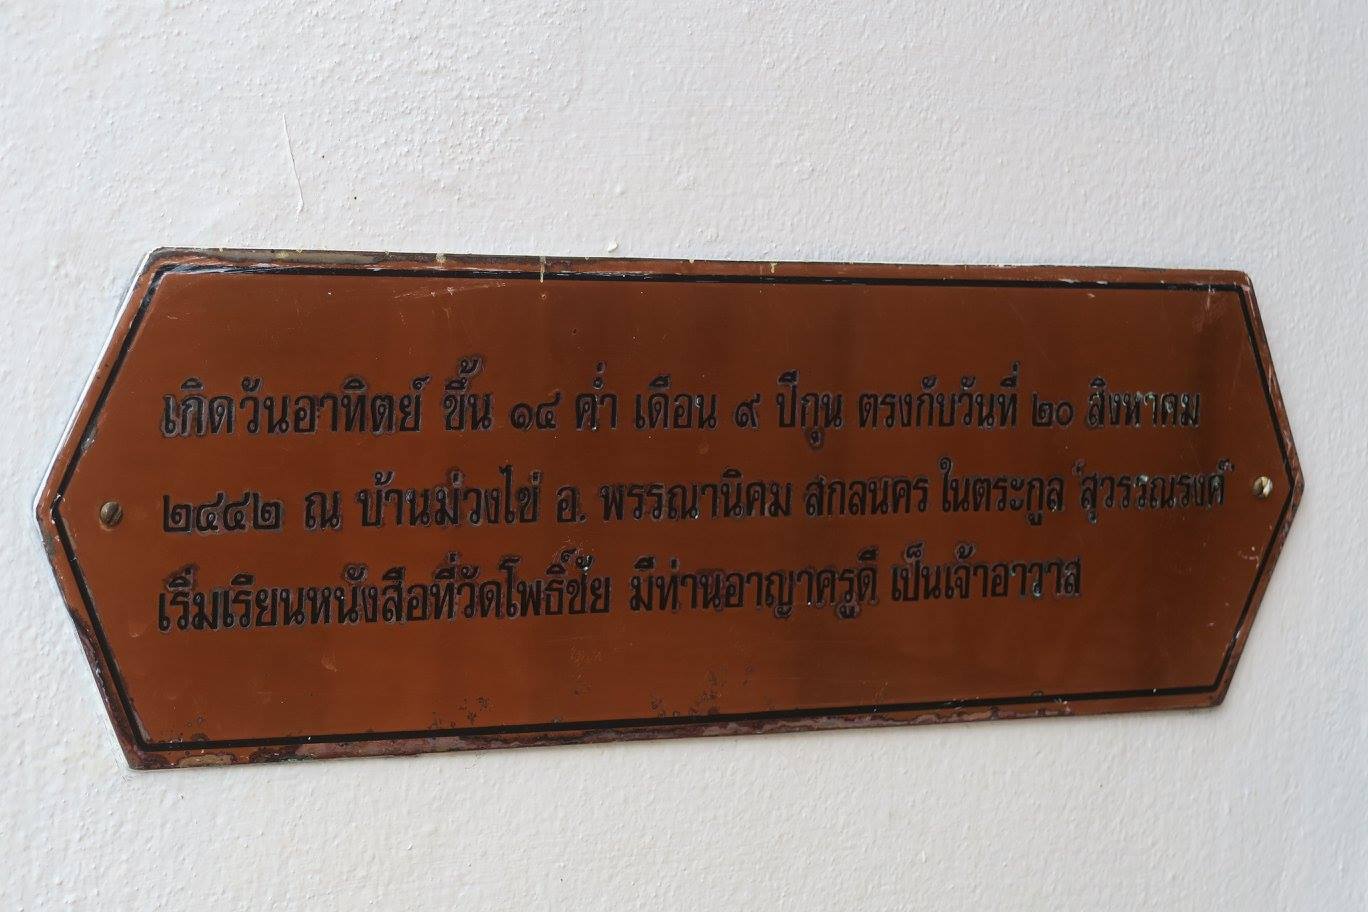 เกิดวันอาทิตย์ ขึ้น ๑๔ ค่ำ เดือน ๙ ปีกุน ตรงกับวันที่ ๒๐ สิงหาคม
๒๔๔๒ ณ บ้านม่วงไข่ อ. พรรณานิคม สกลนคร ในตระกูล "สุวรรณรงค์"
เริ่มเรียนหนังสือที่วัดโพธิ์ชัย มีท่านอาญาครูดี เป็นเจ้าอาวาส